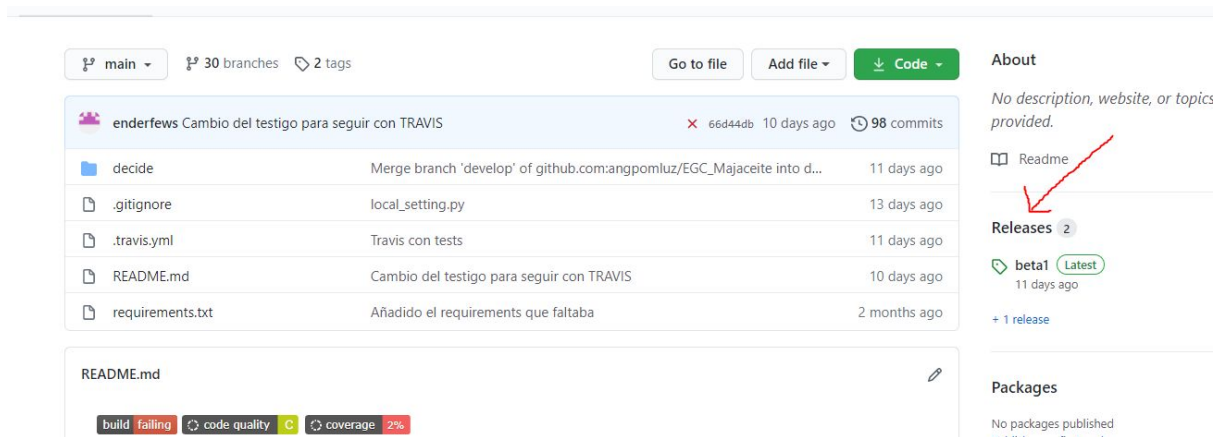 main 30 branches 2 tags Go to file Add file Code
enderfews Cambio del testigo para seguir con TRAVIS 66d44db 10 days ago 98 commits
decide Merge branch 'develop' of github.com:angpomluz/EGC_Majaceite into d... 11 days ago
.gitignore local_setting.py 13 days ago
.travis.yml Travis con tests 11 days ago
README.md Cambio del testigo para seguir con TRAVIS 10 days ago
requirements.txt Añadido el requirements que faltaba 2 months ago
README.md
build failing code quality C coverage 2%
About
No description, website, or topics
provided.
Readme
Releases 2
beta1 Latest
11 days ago
+ 1 release
Packages
No packages published